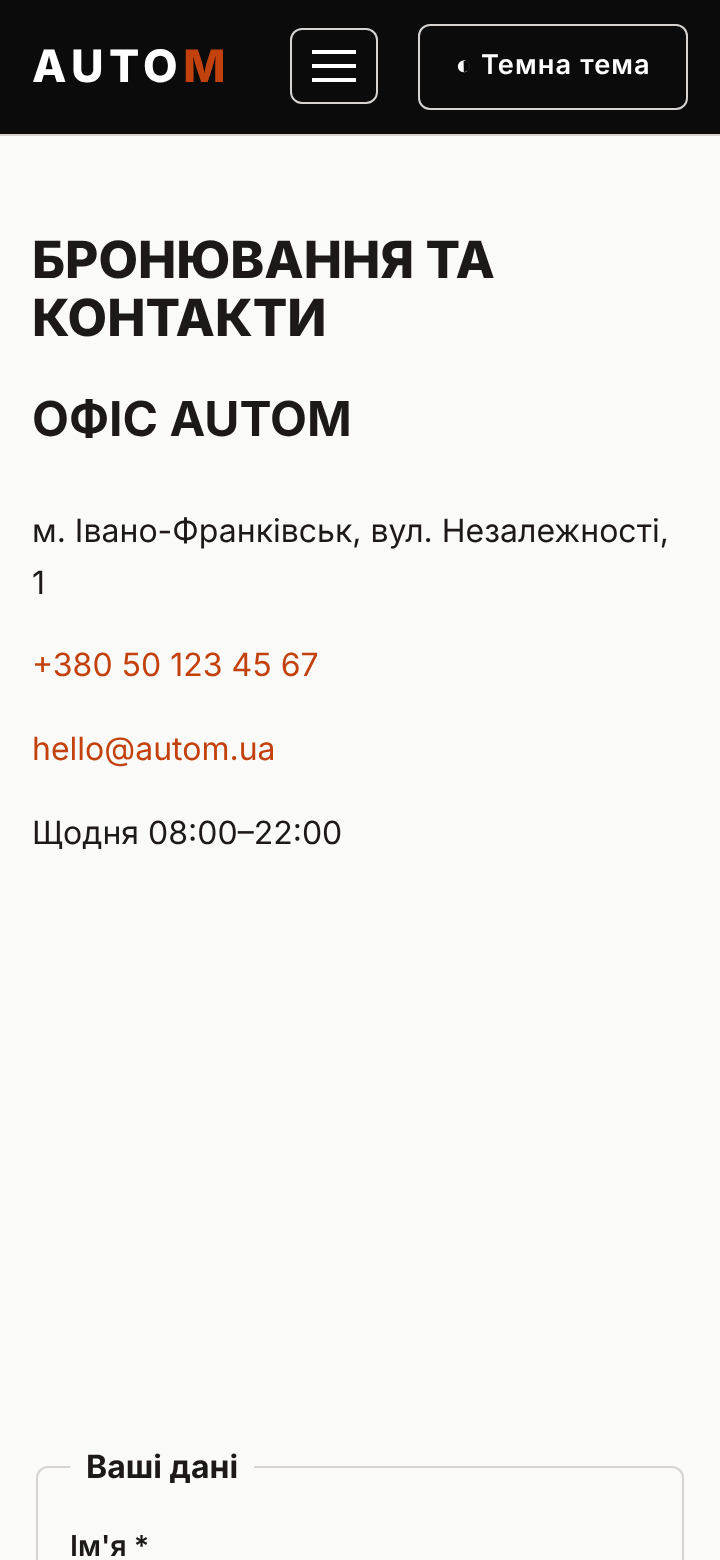 AUTOM
◐ Темна тема
БРОНЮВАННЯ ТА
КОНТАКТИ
ОФІС AUTOM
м. Івано-Франківськ, вул. Незалежності,
1
+380 50 123 45 67
hello@autom.ua
Щодня 08:00–22:00
Ваші дані
Ім'я *